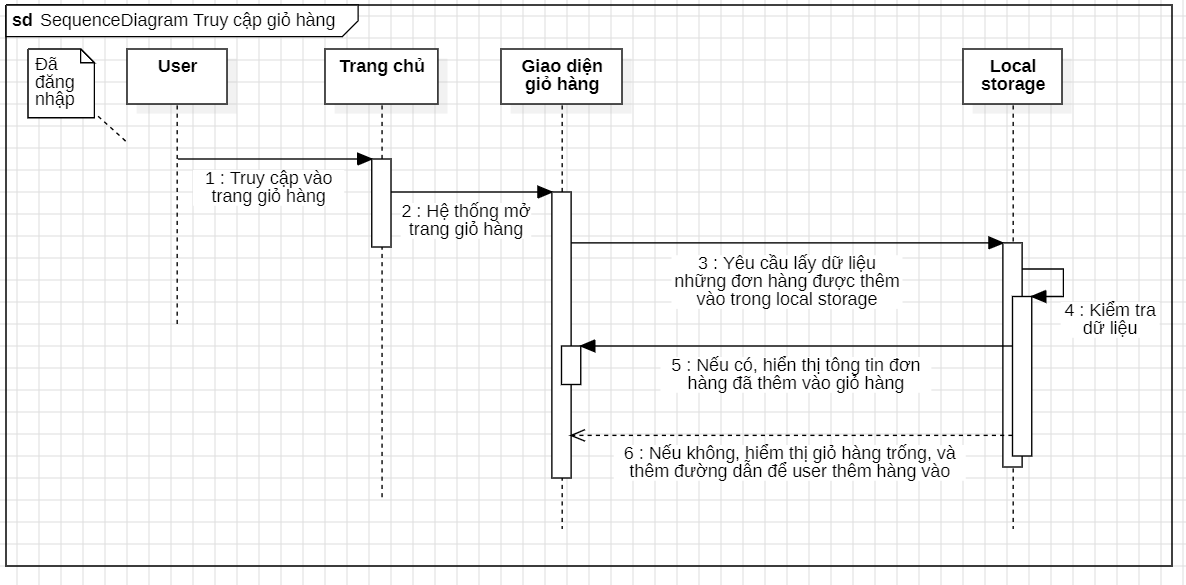 sd SequenceDiagram Truy cập giỏ hàng
Đã
đăng
nhập
User
Trang chủ
Giao diện
giỏ hàng
Local
storage
1 : Truy cập vào
trang giỏ hàng
2 : Hệ thống mở
trang giỏ hàng
3 : Yêu cầu lấy dữ liệu
những đơn hàng được thêm
vào trong local storage
4 : Kiểm tra
dữ liệu
5 : Nếu có, hiển thị tông tin đơn
hàng đã thêm vào giỏ hàng
6 : Nếu không, hiểm thị giỏ hàng trống, và
thêm đường dẫn để user thêm hàng vào